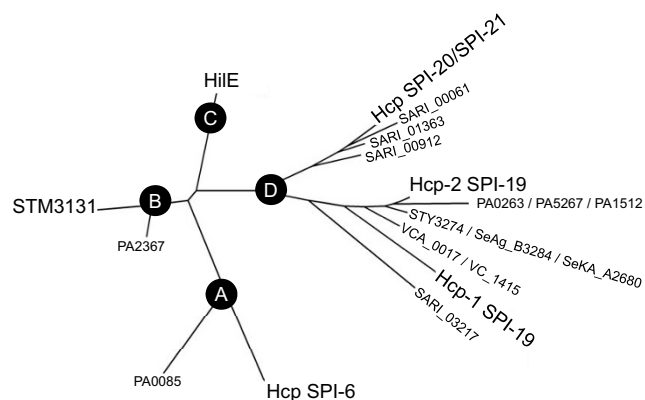 Hcp SPI-20/SPI-21
SARI_00061
SARI_01363
SARI_00912
HilE
C
D
Hcp-2 SPI-19
PA0263 / PA5267 / PA1512
STY3274 / SeAg_B3284 / SeKA_A2680
VCA_0017 / VC_1415
Hcp-1 SPI-19
SARI_03217
STM3131
B
PA2367
A
PA0085
Hcp SPI-6